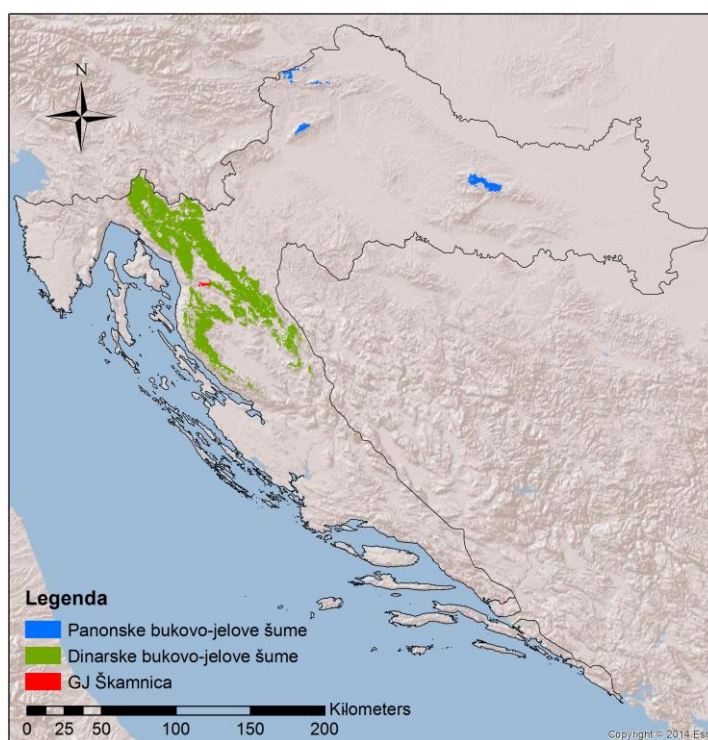 N
Legenda
Panonske bukovo-jelove šume
Dinarske bukovo-jelove šume
GJ Škamnica
Kilometers
0 25 50 100 150 200
Copyright © 2014 Esri